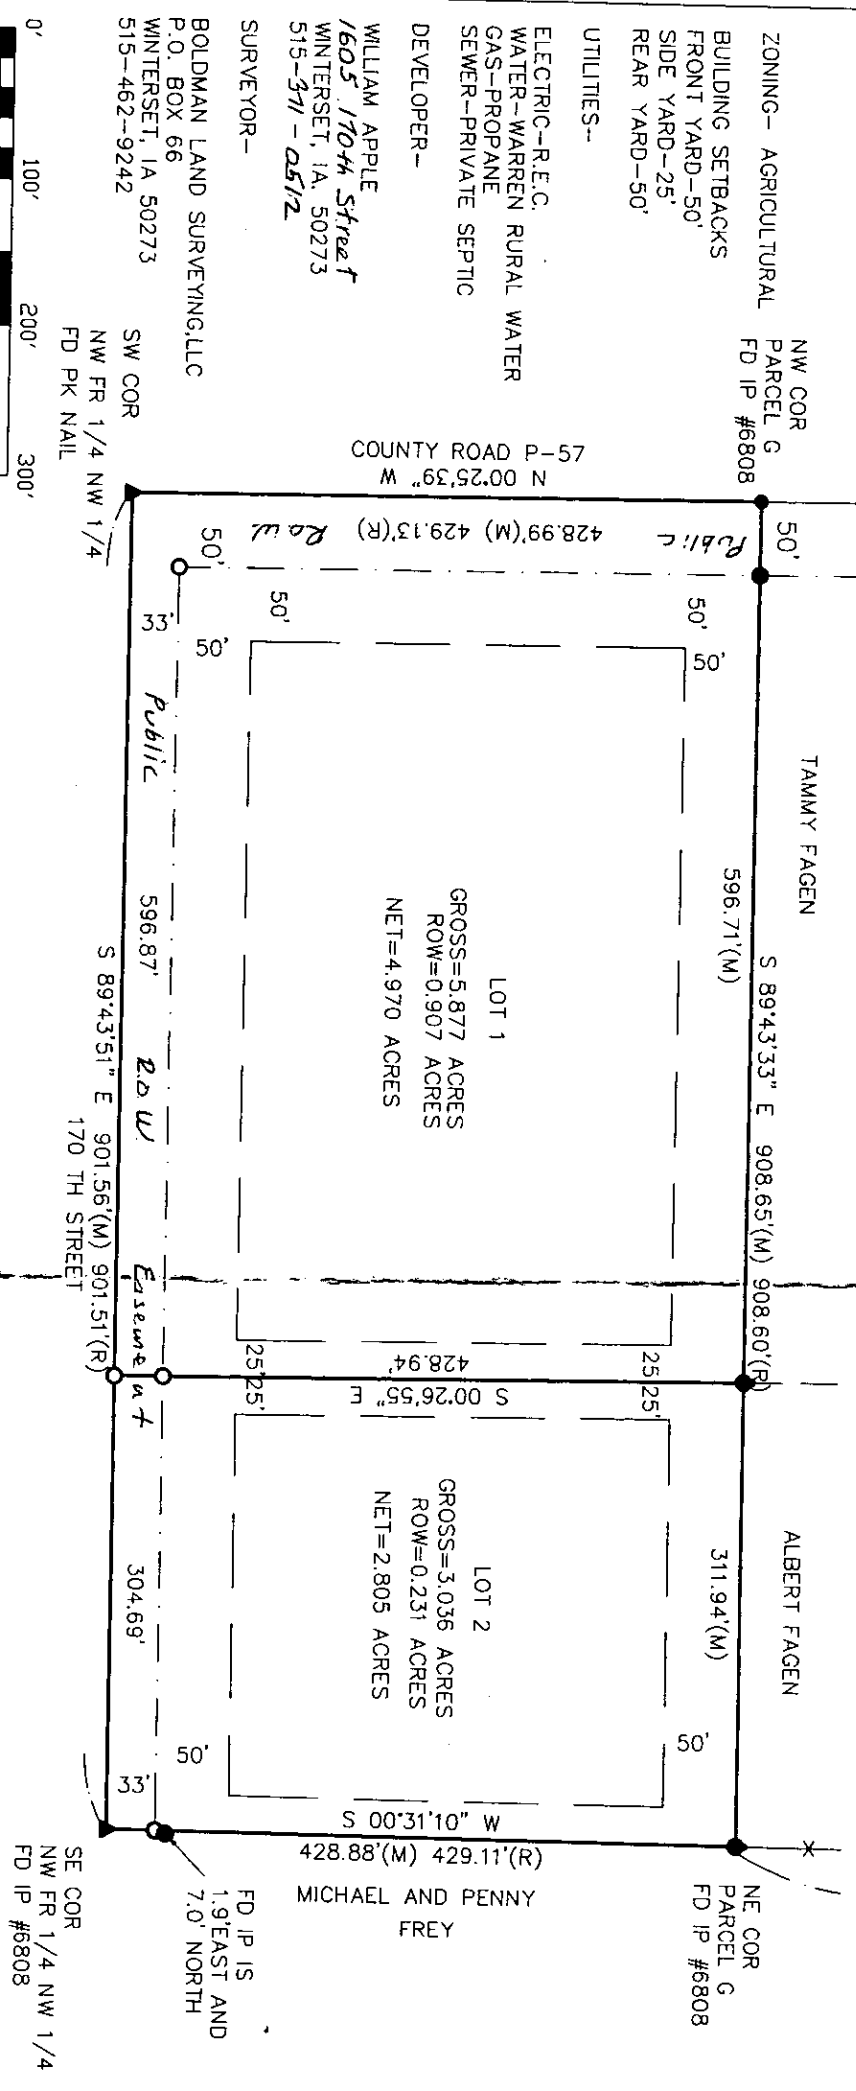 ZONING- AGRICULTURAL
BUILDING SETBACKS
FRONT YARD-50'
SIDE YARD-25'
REAR YARD-50'
UTILITIES--
ELECTRIC-R.E.C.
WATER-WARREN RURAL WATER
GAS-PROPANE
SEWER-PRIVATE SEPTIC
DEVELOPER-
WILLIAM APPLE
1605 170th Street
WINTERSET, IA. 50273
515-371-0512
SURVEYOR-
BOLDMAN LAND SURVEYING,LLC
P.O. BOX 66
WINTERSET, IA 50273
515-462-9242
0' 100' 200' 300'
NW COR
PARCEL G
FD IP #6808
TAMMY FAGEN
ALBERT FAGEN
S 89°43'33" E 908.65'(M) 908.60'(R)
596.71'(M)
311.94'(M)
NE COR
PARCEL G
FD IP #6808
COUNTY ROAD P-57
N 00°25'39" W
428.99'(M) 429.13'(R)
Public Row
50'
50'
50'
50'
50'
50'
LOT 1
GROSS=5.877 ACRES
ROW=0.907 ACRES
NET=4.970 ACRES
25'25'
428.94'
S 00°26'55" E
25'25'
LOT 2
GROSS=3.036 ACRES
ROW=0.231 ACRES
NET=2.805 ACRES
50'
50'
S 00°31'10" W
428.88'(M) 429.11'(R)
MICHAEL AND PENNY
FREY
33'
Public R.O.W Easement
596.87'
304.69'
33'
S 89°43'51" E 901.56'(M) 901.51'(R)
170 TH STREET
SW COR
NW FR 1/4 NW 1/4
FD PK NAIL
FD IP IS
1.9'EAST AND
7.0' NORTH
SE COR
NW FR 1/4 NW 1/4
FD IP #6808